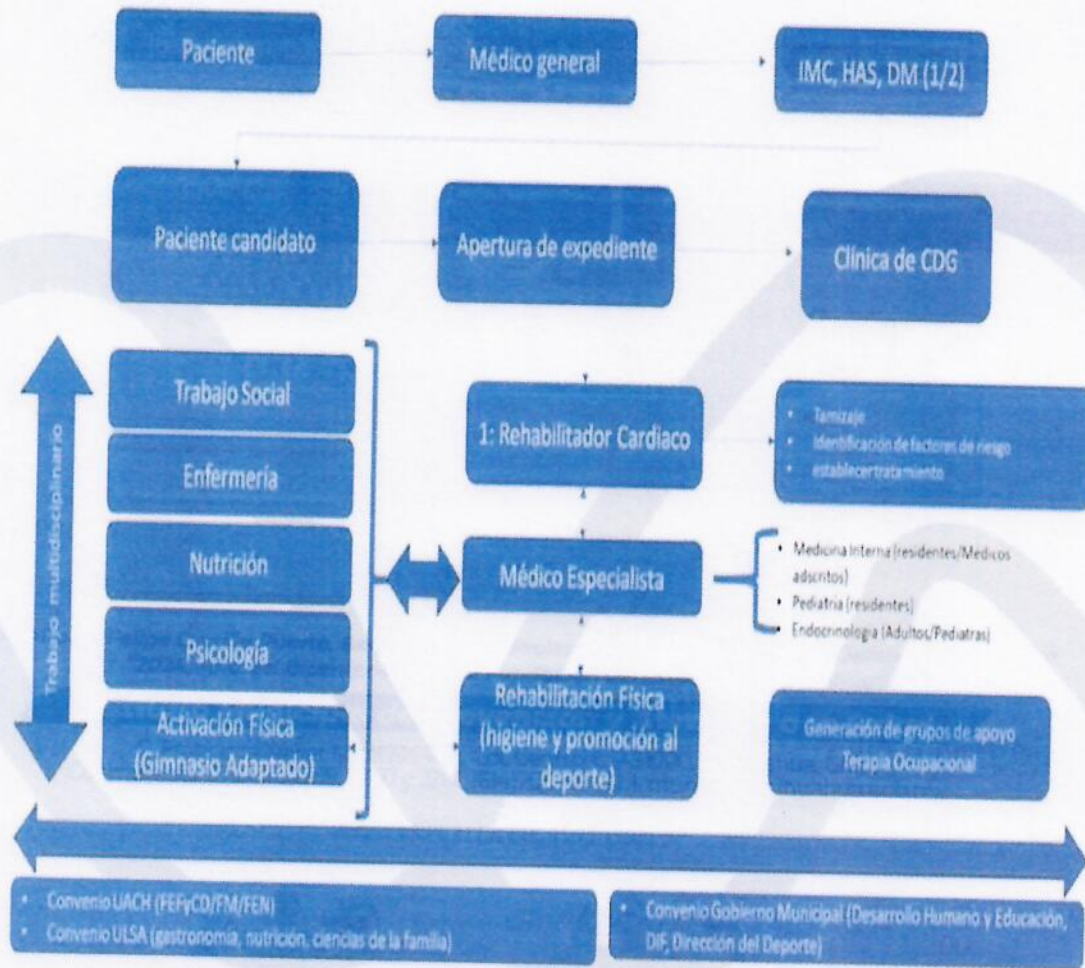 Paciente
Médico general
IMC, HAS, DM (1/2)
Paciente candidato
Apertura de expediente
Clínica de CDG
Trabajo multidisciplinario
Trabajo Social
Enfermería
Nutrición
Psicología
Activación Física
(Gimnasio Adaptado)
1: Rehabilitador Cardiaco
• Tamizaje
• Identificación de factores de riesgo
• establecer tratamiento
Médico Especialista
• Medicina Interna (residentes/Medicos
adscritos)
• Pediatria (residentes)
• Endocrinologia (Adultos/Pediatras)
Rehabilitación Física
(higiene y promoción al
deporte)
Generación de grupos de apoyo
Terapia Ocupacional
• Convenio UACH (FEFyCD/FM/FEN)
• Convenio ULSA (gastronomía, nutrición, ciencias de la familia)
• Convenio Gobierno Municipal (Desarrollo Humano y Educación,
DIF, Dirección del Deporte)